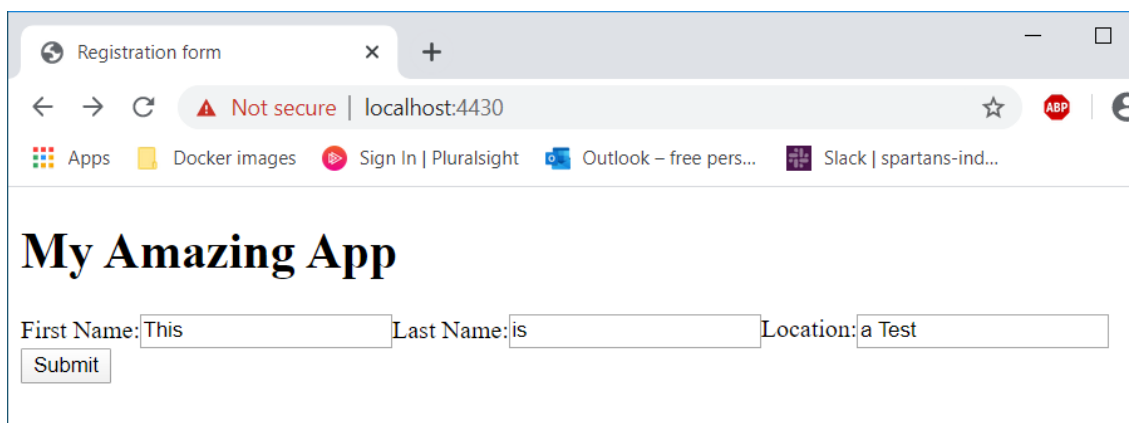 Registration form
Not secure | localhost:4430
ABP
Apps Docker images Sign In | Pluralsight Outlook – free pers... Slack | spartans-ind...
My Amazing App
First Name: This Last Name: is Location: a Test
Submit